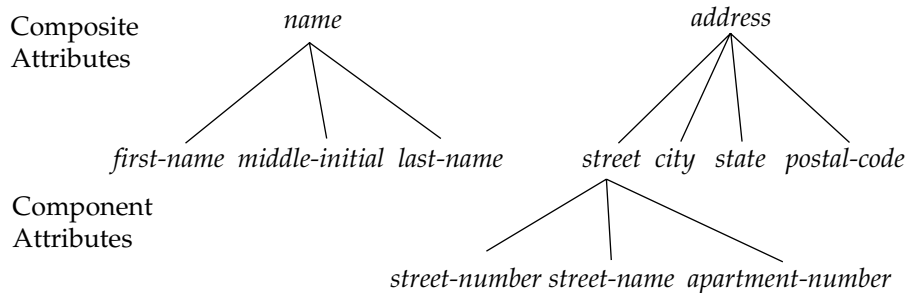 Composite
Attributes
name
address
first-name middle-initial last-name
street city state postal-code
Component
Attributes
street-number street-name apartment-number